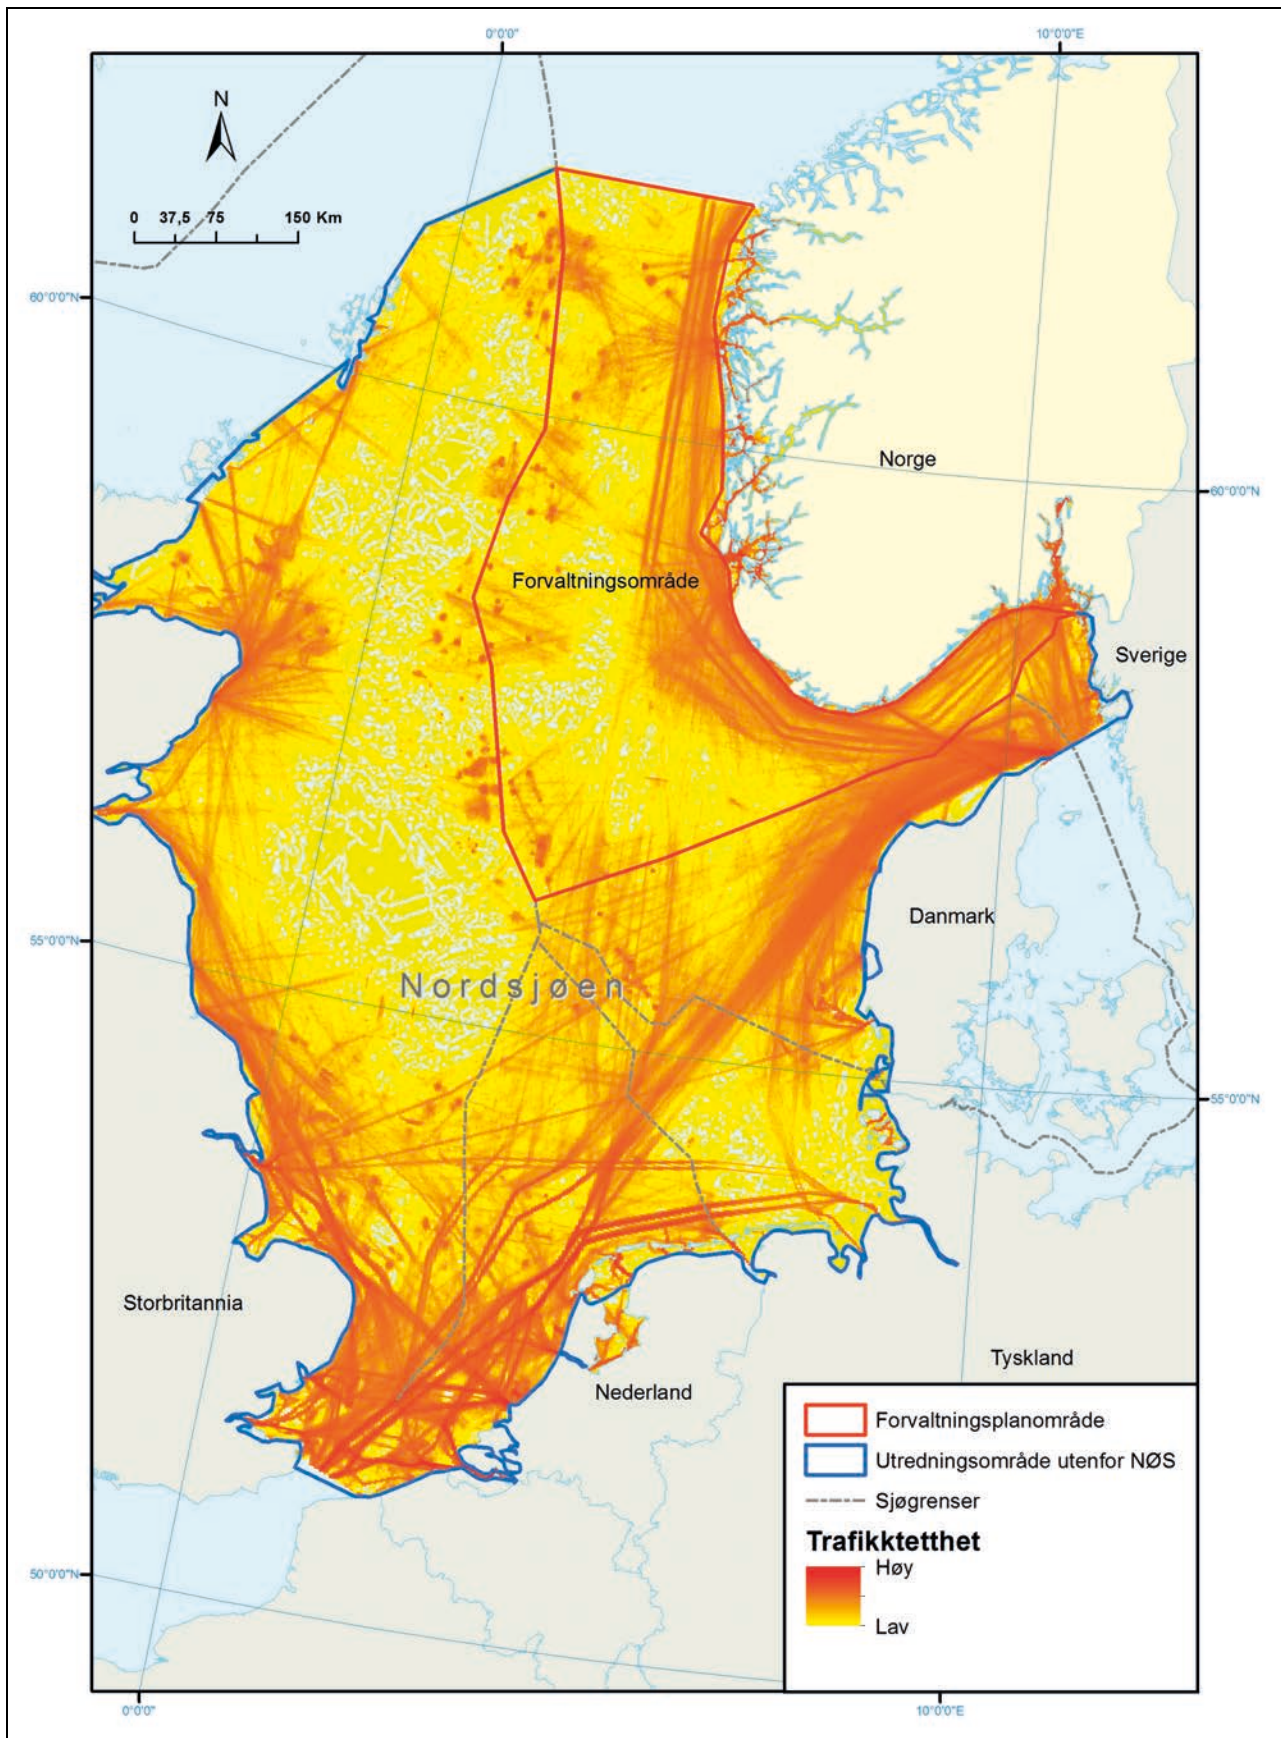 0°0'0"
10°0'0"E
N
0 37,5 75 150 Km
60°0'0"N
Norge
60°0'0"N
Forvaltningsområde
Sverige
Danmark
55°0'0"N
Nordsjøen
55°0'0"N
Storbritannia
Tyskland
Nederland
Forvaltningsplanområde
Utredningsområde utenfor NØS
Sjøgrenser
Trafikktetthet
Høy
Lav
50°0'0"N
0°0'0"
10°0'0"E